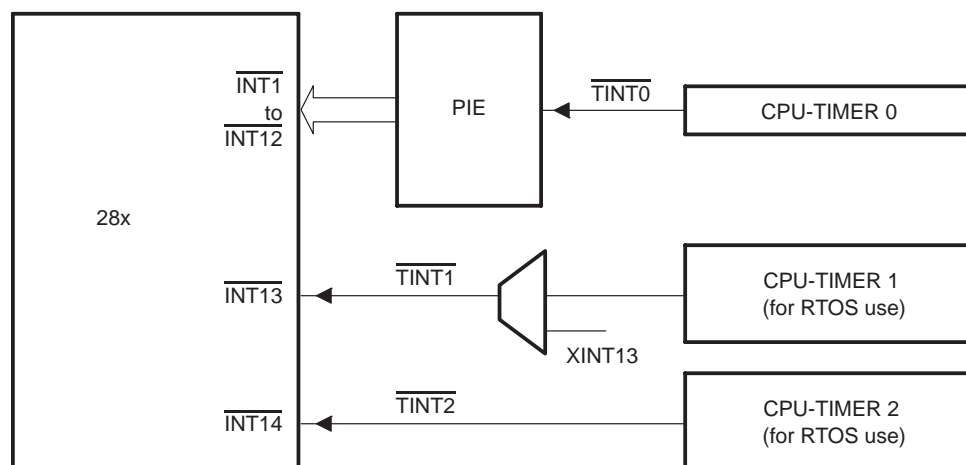 INT1
to
INT12
PIE
TINT0
CPU-TIMER 0
28x
INT13
TINT1
CPU-TIMER 1
(for RTOS use)
XINT13
INT14
TINT2
CPU-TIMER 2
(for RTOS use)